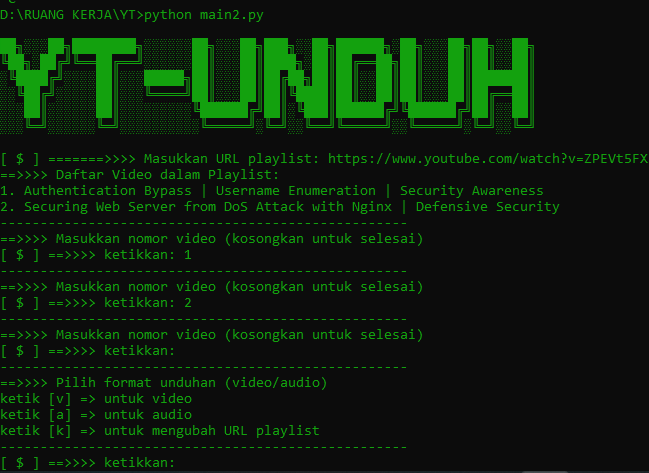 D:\RUANG KERJA\YT>python main2.py
YT-UNDUH
[ $ ] =======>>>> Masukkan URL playlist: https://www.youtube.com/watch?v=ZPEVt5FX
==>>>> Daftar Video dalam Playlist:
1. Authentication Bypass | Username Enumeration | Security Awareness
2. Securing Web Server from DoS Attack with Nginx | Defensive Security
---------------------------------------------------
==>>>> Masukkan nomor video (kosongkan untuk selesai)
[ $ ] ==>>>> ketikkan: 1
---------------------------------------------------
==>>>> Masukkan nomor video (kosongkan untuk selesai)
[ $ ] ==>>>> ketikkan: 2
---------------------------------------------------
==>>>> Masukkan nomor video (kosongkan untuk selesai)
[ $ ] ==>>>> ketikkan:
---------------------------------------------------
==>>>> Pilih format unduhan (video/audio)
ketik [v] => untuk video
ketik [a] => untuk audio
ketik [k] => untuk mengubah URL playlist
---------------------------------------------------
[ $ ] ==>>>> ketikkan: